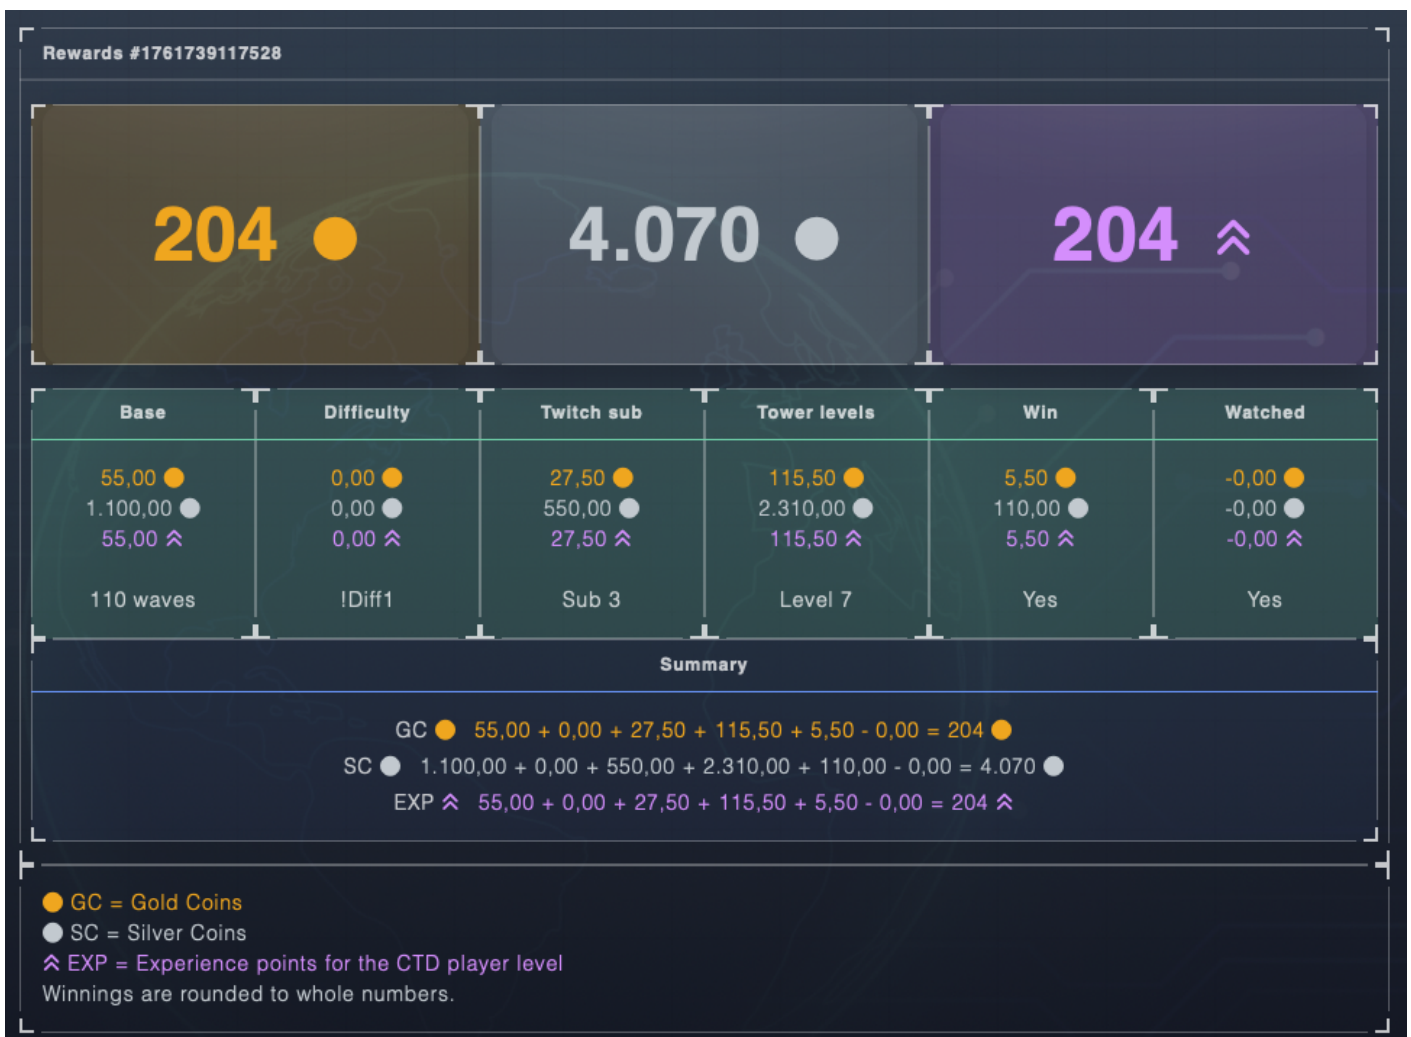 Rewards #1761739117528
204
4.070
204
Base
Difficulty
Twitch sub
Tower levels
Win
Watched
55,00
0,00
27,50
115,50
5,50
-0,00
1.100,00
0,00
550,00
2.310,00
110,00
-0,00
55,00
0,00
27,50
115,50
5,50
-0,00
110 waves
!Diff1
Sub 3
Level 7
Yes
Yes
Summary
GC 55,00 + 0,00 + 27,50 + 115,50 + 5,50 - 0,00 = 204
SC 1.100,00 + 0,00 + 550,00 + 2.310,00 + 110,00 - 0,00 = 4.070
EXP 55,00 + 0,00 + 27,50 + 115,50 + 5,50 - 0,00 = 204
GC = Gold Coins
SC = Silver Coins
EXP = Experience points for the CTD player level
Winnings are rounded to whole numbers.